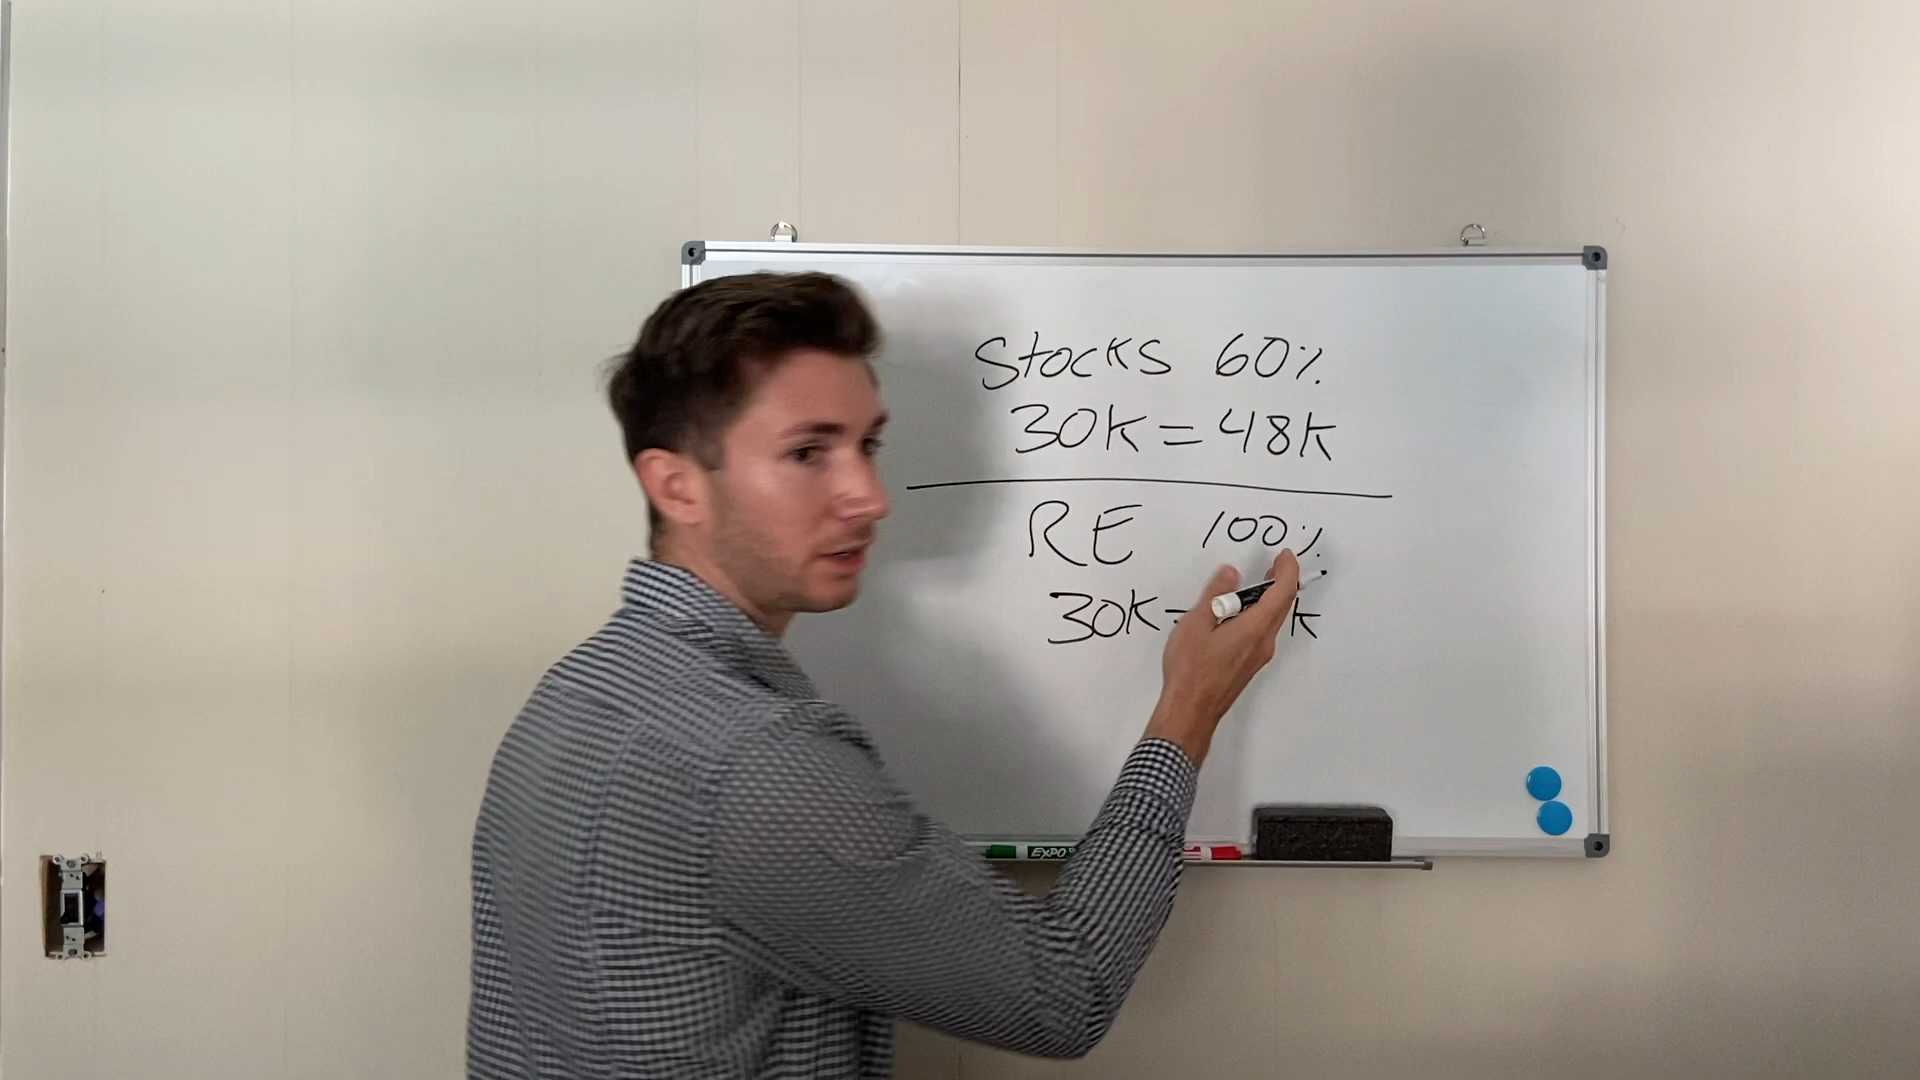 Stocks 60%
30K = 48K
RE 100%
30K = K
EXPO